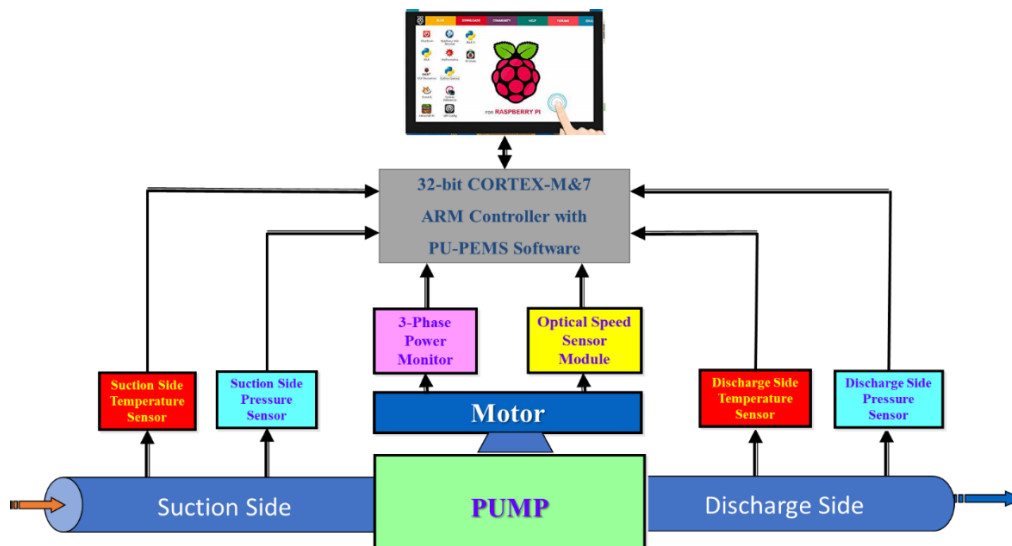 FOR RASPBERRY PI
32-bit CORTEX-M&7
ARM Controller with
PU-PEMS Software
3-Phase
Power
Monitor
Optical Speed
Sensor
Module
Suction Side
Temperature
Sensor
Suction Side
Pressure
Sensor
Discharge Side
Temperature
Sensor
Discharge Side
Pressure
Sensor
Motor
Suction Side
PUMP
Discharge Side